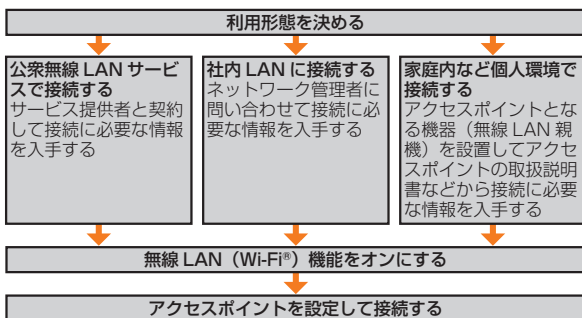 利用形態を決める
公衆無線 LAN サービ
スで接続する
サービス提供者と契約
して接続に必要な情報
を入手する
社内 LAN に接続する
ネットワーク管理者に
問い合わせて接続に必
要な情報を入手する
家庭内など個人環境で
接続する
アクセスポイントとな
る機器（無線 LAN 親
機）を設置してアクセ
スポイントの取扱説明
書などから接続に必要
な情報を入手する
無線 LAN（Wi-Fi®）機能をオンにする
アクセスポイントを設定して接続する